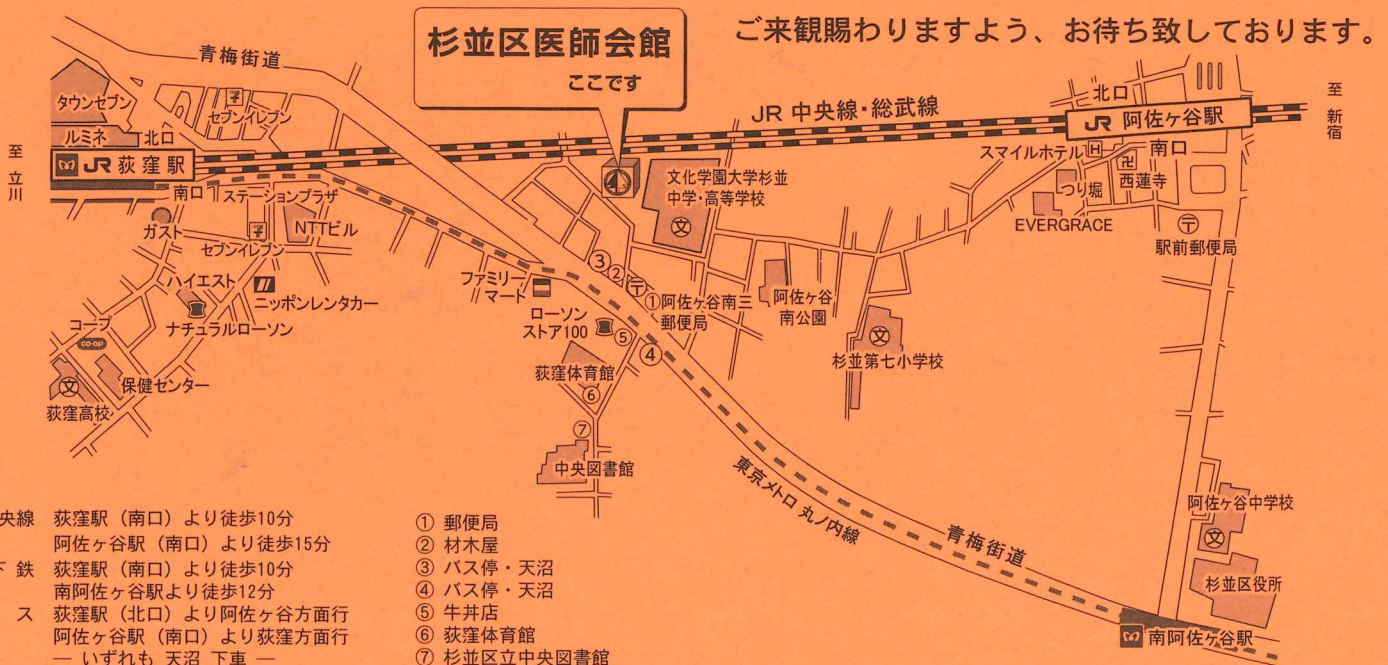 ご来観賜わりますよう、お待ち致しております。
杉並区医師会館
ここです
青梅街道
タウンセブン
セブンイレブン
ルミネ
北口
至 立川
JR 荻窪駅
南口
ステーションプラザ
ガスト
セブンイレブン
NTTビル
ハイエスト
ニッポンレンタカー
ナチュラルローソン
コープ
CO-OP
保健センター
文
荻窪高校
JR 中央線・総武線
北口
JR 阿佐ヶ谷駅
至 新宿
スマイルホテル
H
南口
卍
西蓮寺
つり堀
EVERGRACE
〒
駅前郵便局
文化学園大学杉並
中学・高等学校
文
ファミリー
マート
③
②
〒
①
阿佐ヶ谷南三
郵便局
阿佐ヶ谷
南公園
ローソン
ストア100
⑤
④
文
杉並第七小学校
荻窪体育館
⑥
⑦
中央図書館
東京メトロ 丸ノ内線
青梅街道
阿佐ヶ谷中学校
文
杉並区役所
南阿佐ヶ谷駅
央線 荻窪駅（南口）より徒歩10分
阿佐ヶ谷駅（南口）より徒歩15分
下 鉄 荻窪駅（南口）より徒歩10分
南阿佐ヶ谷駅より徒歩12分
ス 荻窪駅（北口）より阿佐ヶ谷方面行
阿佐ヶ谷駅（南口）より荻窪方面行
― いずれも 天沼 下車 ―
① 郵便局
② 材木屋
③ バス停・天沼
④ バス停・天沼
⑤ 牛丼店
⑥ 荻窪体育館
⑦ 杉並区立中央図書館